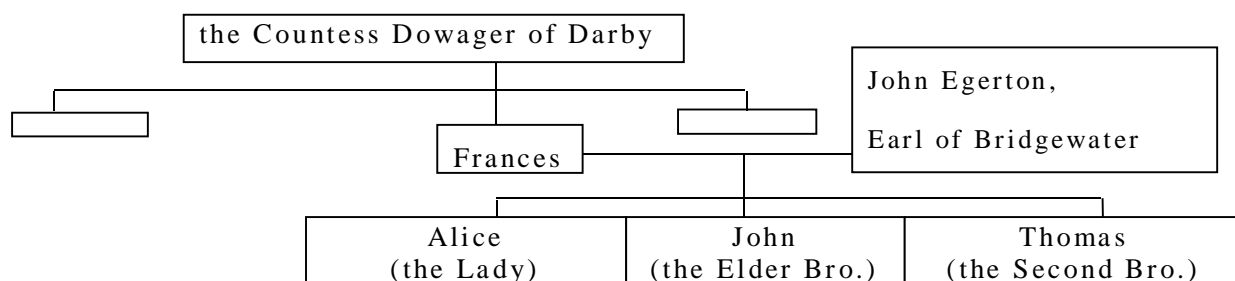 the Countess Dowager of Darby
John Egerton,
Earl of Bridgewater
Frances
Alice
(the Lady)
John
(the Elder Bro.)
Thomas
(the Second Bro.)